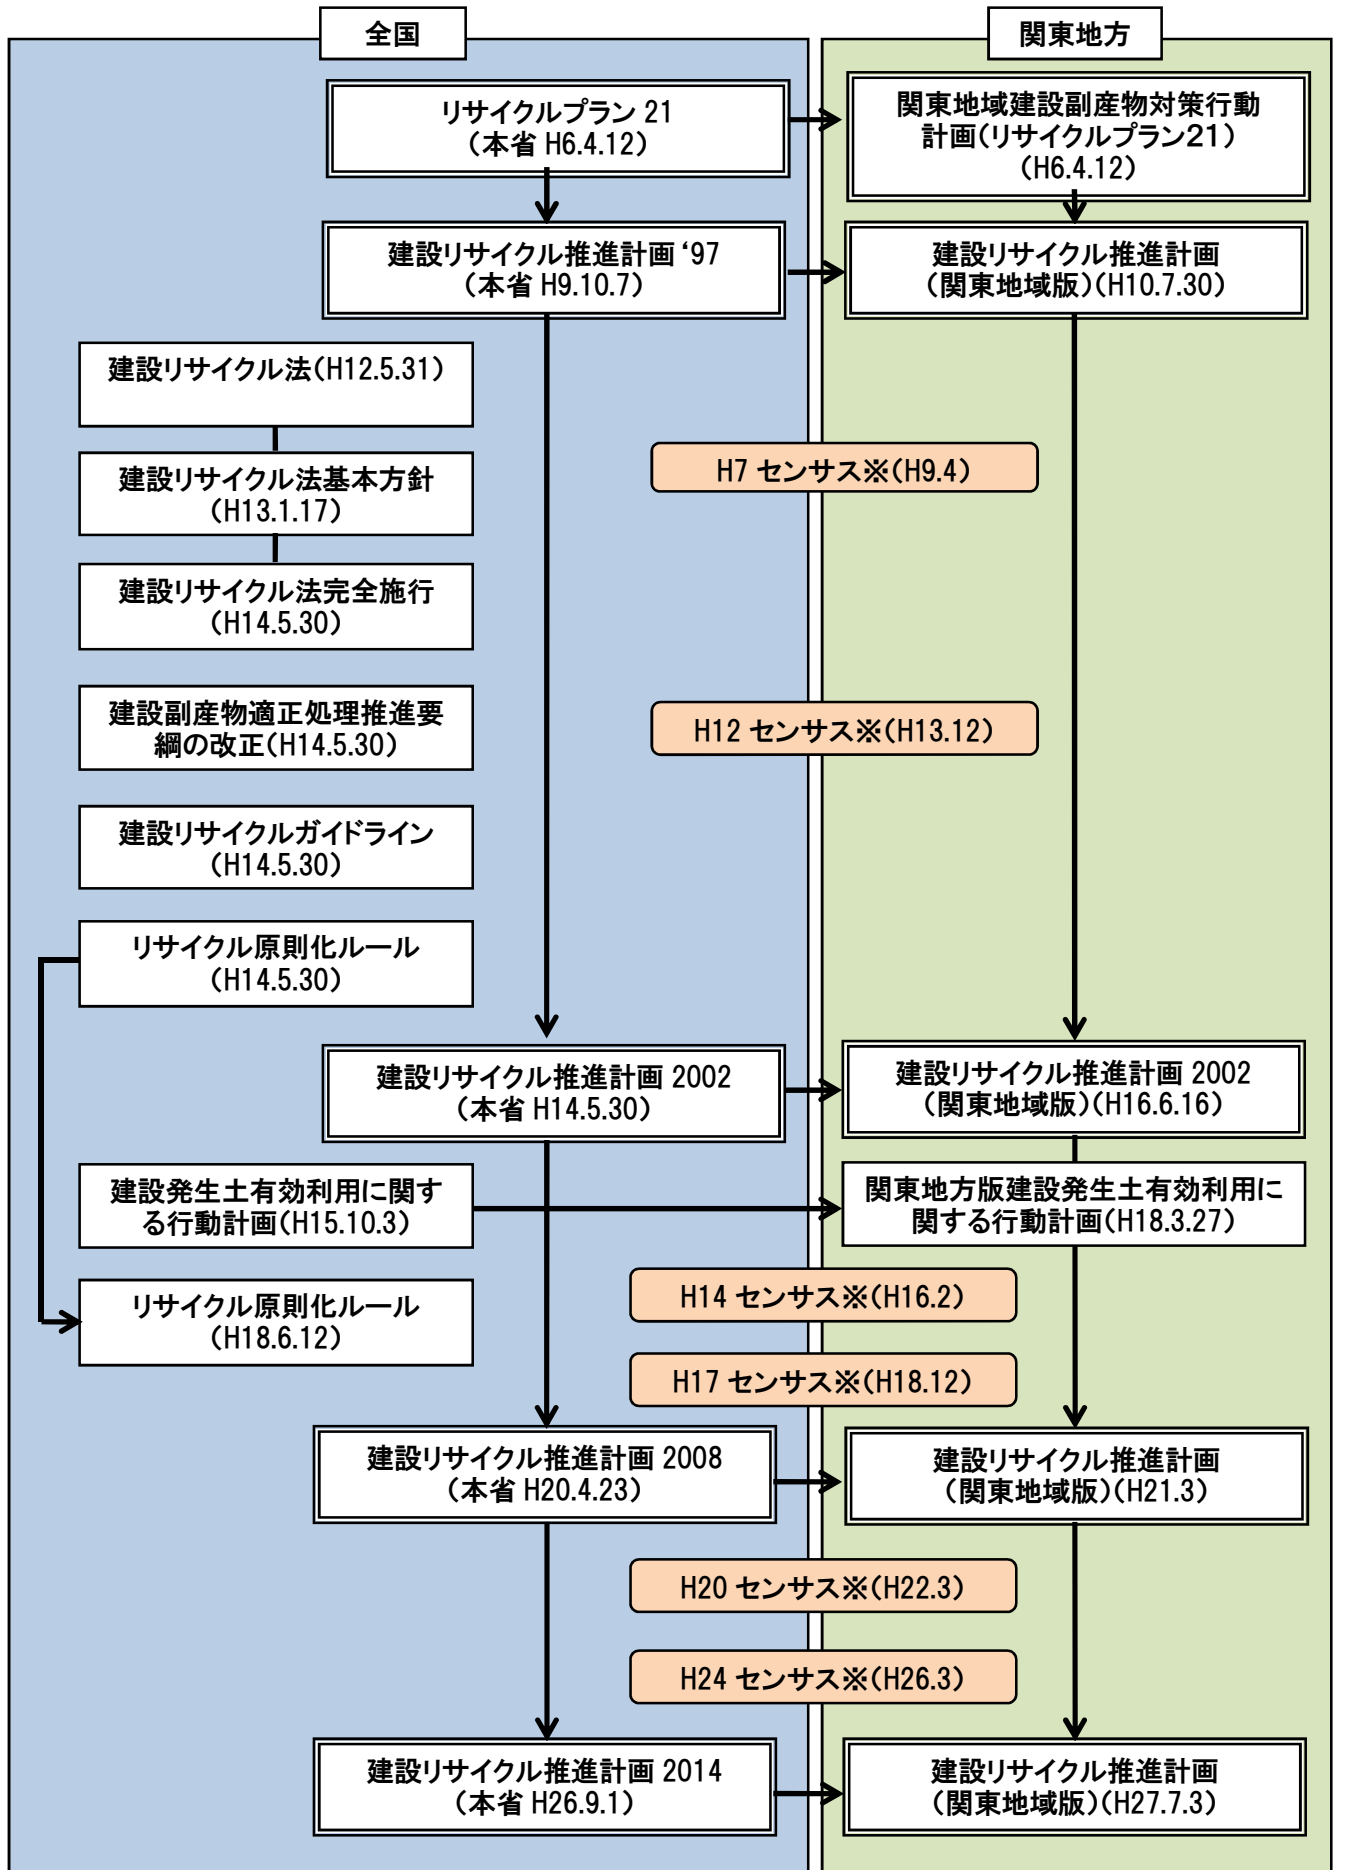 全国
関東地方
リサイクルプラン 21
（本省 H6.4.12）
関東地域建設副産物対策行動
計画（リサイクルプラン２１）
（H6.4.12）
建設リサイクル推進計画 ‘97
（本省 H9.10.7）
建設リサイクル推進計画
（関東地域版）（H10.7.30）
建設リサイクル法（H12.5.31）
H7 センサス※（H9.4）
建設リサイクル法基本方針
（H13.1.17）
建設リサイクル法完全施行
（H14.5.30）
建設副産物適正処理推進要
綱の改正（H14.5.30）
H12 センサス※（H13.12）
建設リサイクルガイドライン
（H14.5.30）
リサイクル原則化ルール
（H14.5.30）
建設リサイクル推進計画 2002
（本省 H14.5.30）
建設リサイクル推進計画 2002
（関東地域版）（H16.6.16）
建設発生土有効利用に関す
る行動計画（H15.10.3）
関東地方版建設発生土有効利用に
関する行動計画（H18.3.27）
H14 センサス※（H16.2）
リサイクル原則化ルール
（H18.6.12）
H17 センサス※（H18.12）
建設リサイクル推進計画 2008
（本省 H20.4.23）
建設リサイクル推進計画
（関東地域版）（H21.3）
H20 センサス※（H22.3）
H24 センサス※（H26.3）
建設リサイクル推進計画 2014
（本省 H26.9.1）
建設リサイクル推進計画
（関東地域版）（H27.7.3）